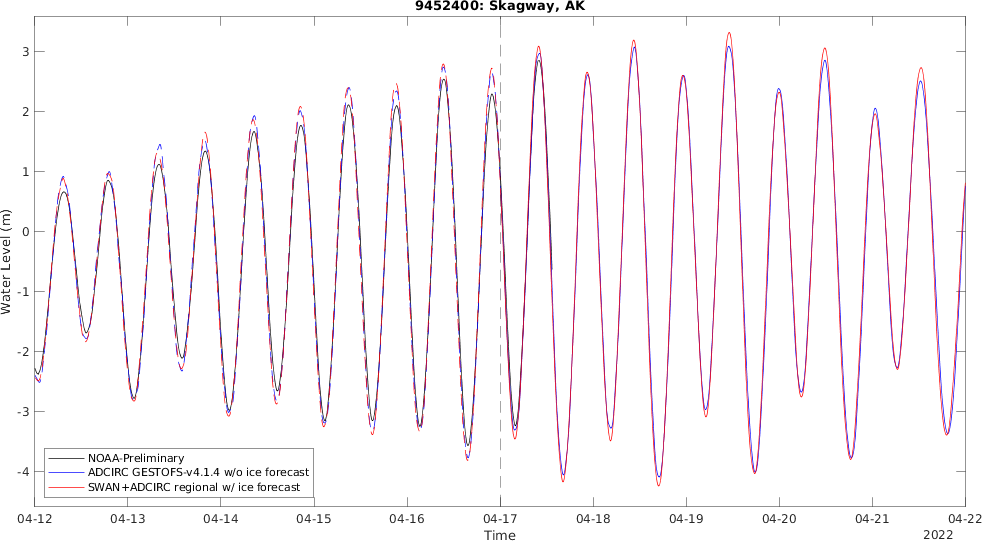 9452400: Skagway, AK
Water Level (m)
3
2
1
0
-1
-2
-3
-4
NOAA-Preliminary
ADCIRC GESTOFS-v4.1.4 w/o ice forecast
SWAN+ADCIRC regional w/ ice forecast
04-12 04-13 04-14 04-15 04-16 04-17 04-18 04-19 04-20 04-21 04-22
Time
2022